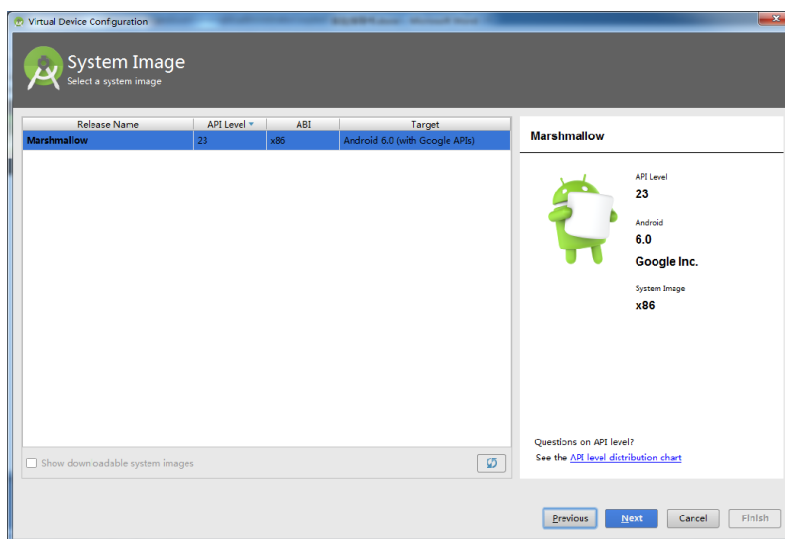 Virtual Device Configuration
System Image
Select a system image
Release Name API Level ABI Target
Marshmallow 23 x86 Android 6.0 (with Google APIs)
Marshmallow
API Level
23
Android
6.0
Google Inc.
System Image
x86
Questions on API level?
See the API level distribution chart
Show downloadable system images
Previous Next Cancel Finish